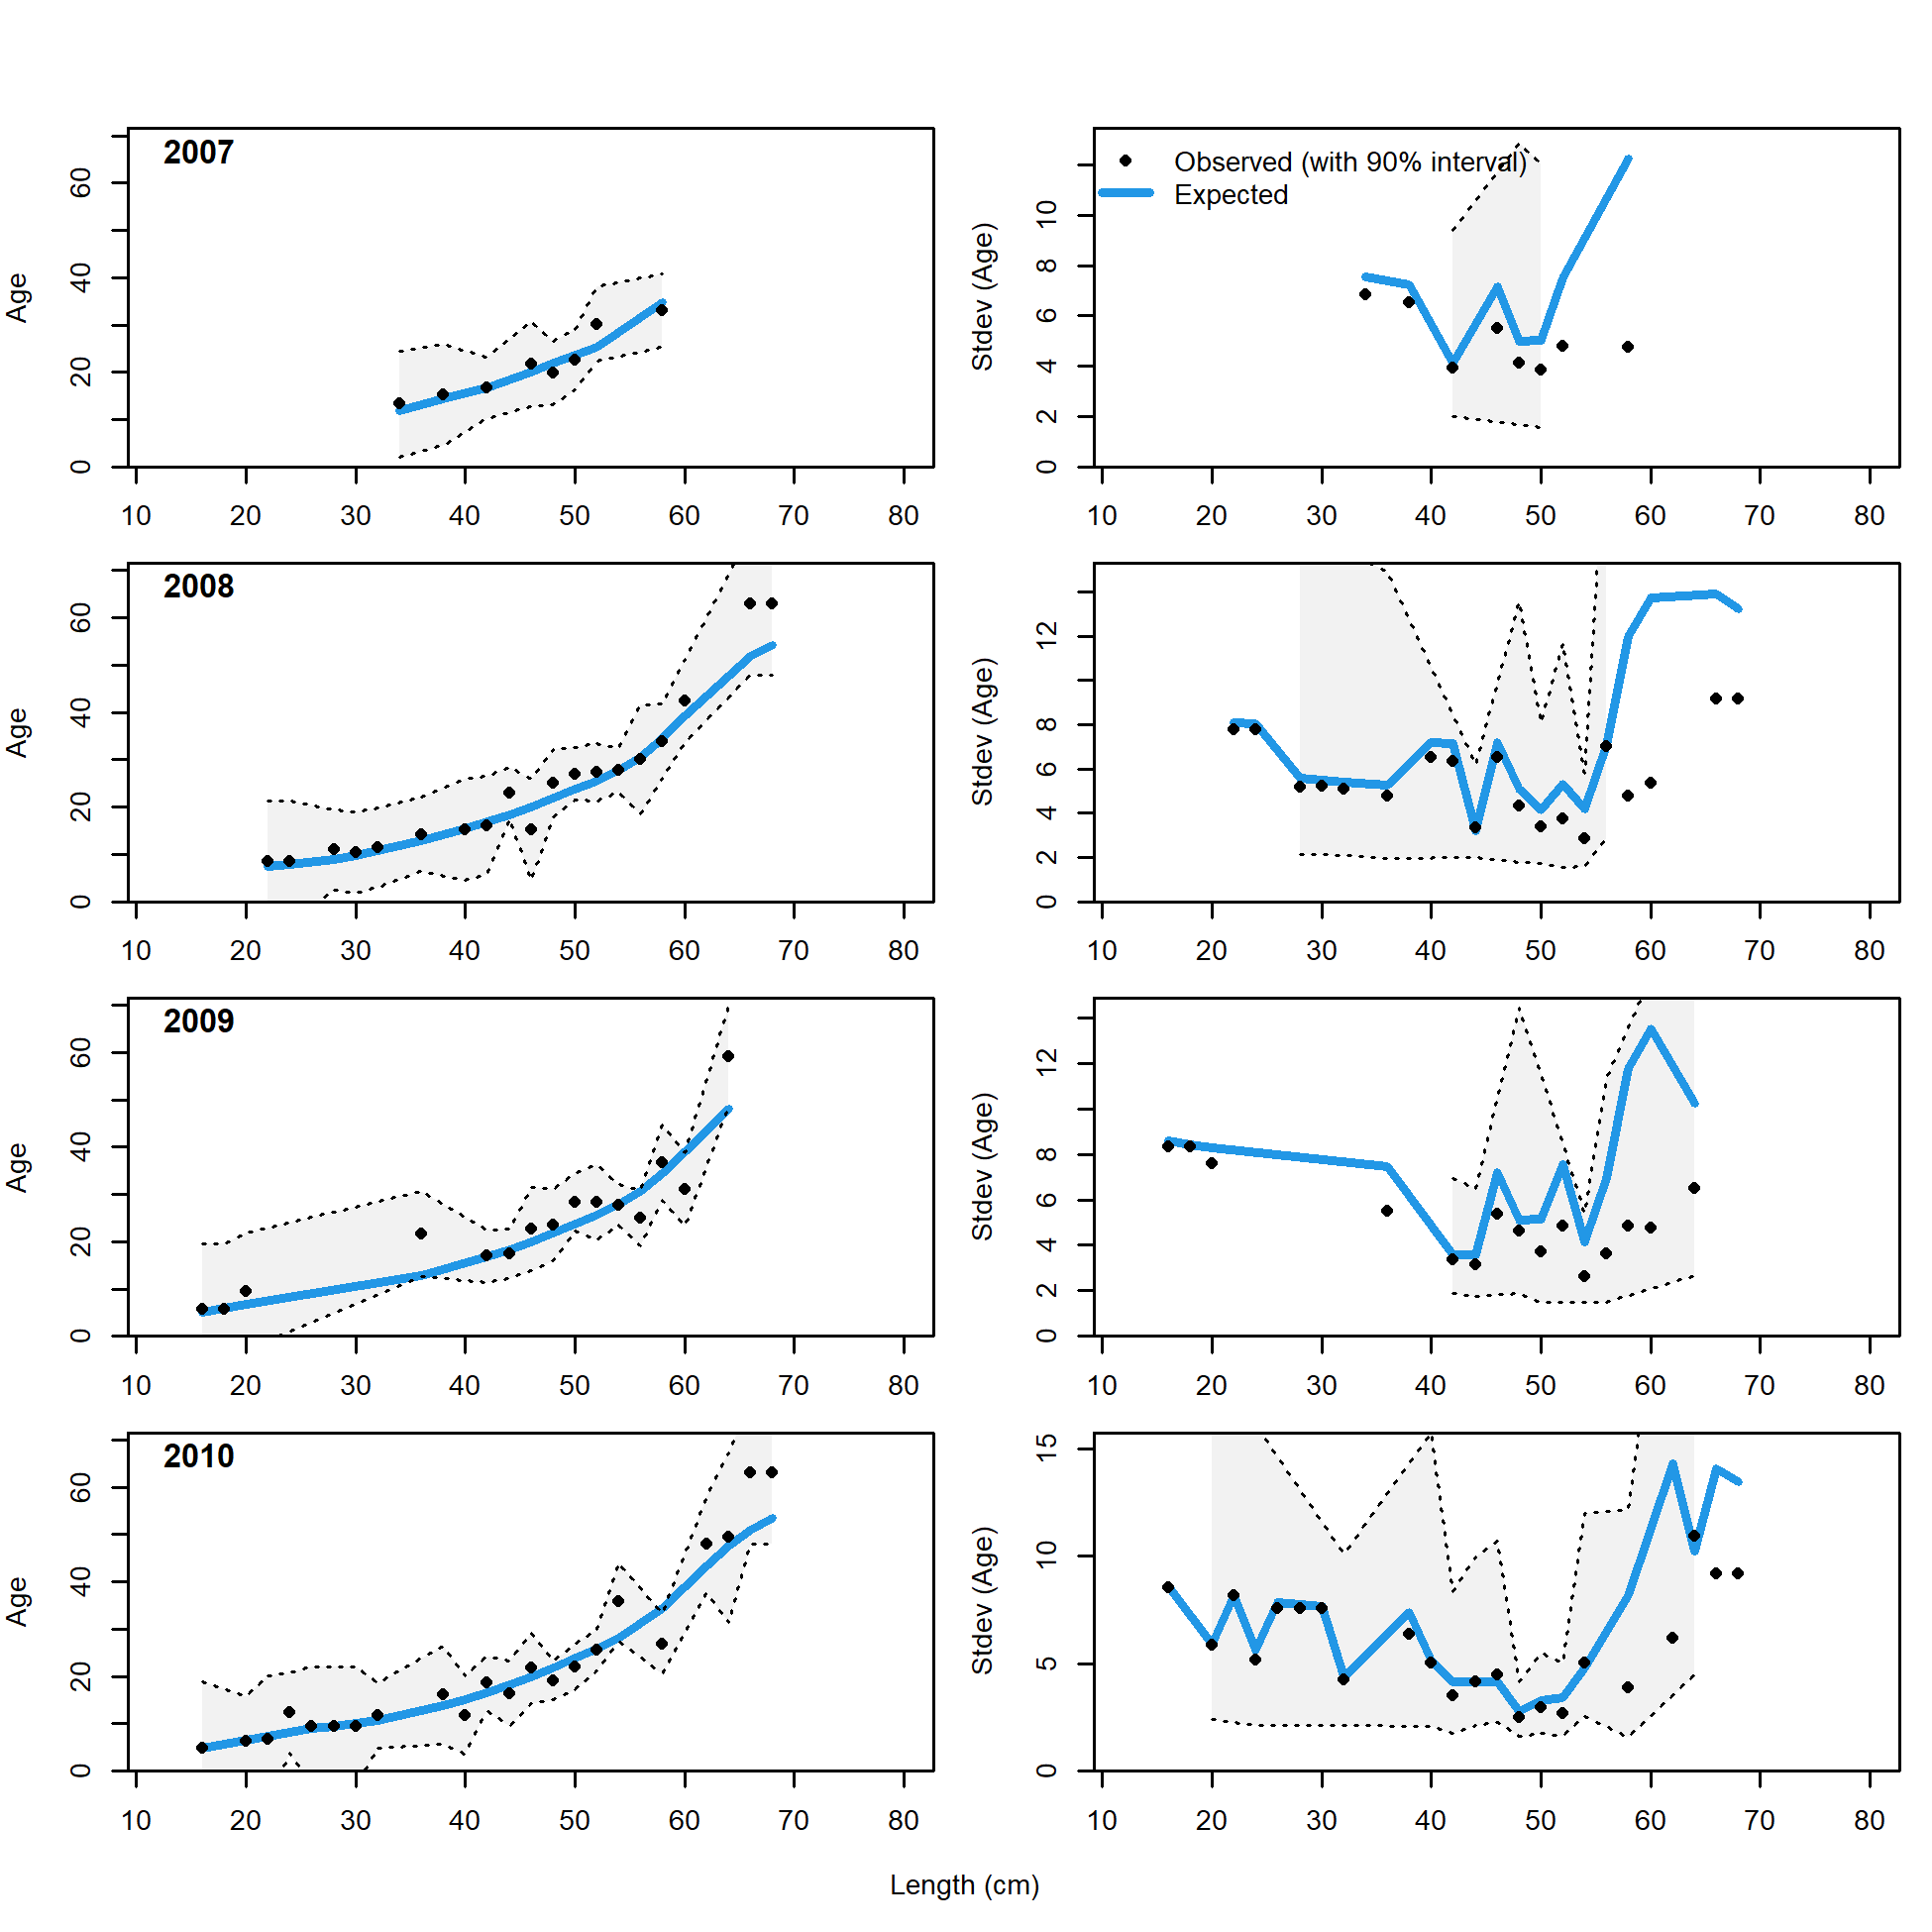 2007
Age
0 20 40 60
10 20 30 40 50 60 70 80
Observed (with 90% interval)
Expected
Stdev (Age)
0 2 4 6 8 10
10 20 30 40 50 60 70 80
2008
Age
0 20 40 60
10 20 30 40 50 60 70 80
Stdev (Age)
0 2 4 6 8 12
10 20 30 40 50 60 70 80
2009
Age
0 20 40 60
10 20 30 40 50 60 70 80
Stdev (Age)
0 2 4 6 8 12
10 20 30 40 50 60 70 80
2010
Age
0 20 40 60
10 20 30 40 50 60 70 80
Stdev (Age)
0 5 10 15
10 20 30 40 50 60 70 80
Length (cm)